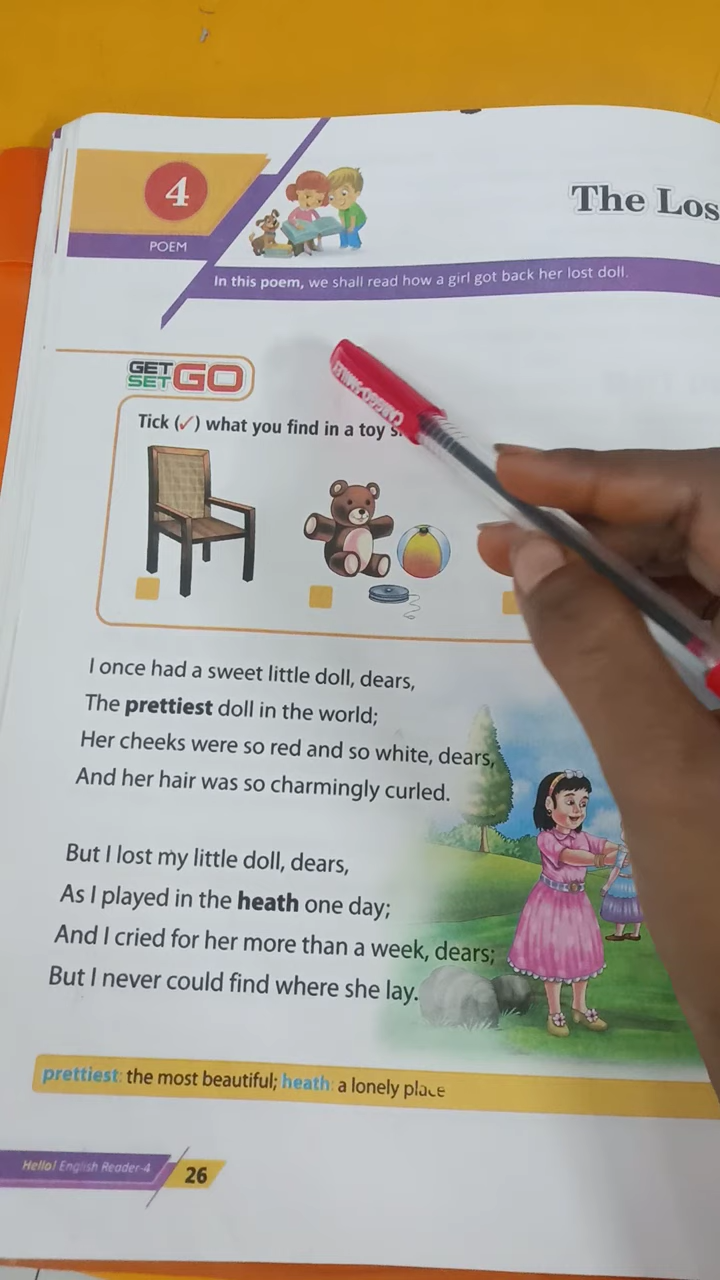 4
POEM
The Los
In this poem, we shall read how a girl got back her lost doll.
GET SET GO
Tick (✓) what you find in a toy s
I once had a sweet little doll, dears,
The prettiest doll in the world;
Her cheeks were so red and so white, dears,
And her hair was so charmingly curled.
But I lost my little doll, dears,
As I played in the heath one day;
And I cried for her more than a week, dears;
But I never could find where she lay.
prettiest: the most beautiful; heath: a lonely place
Hello! English Reader-4
26